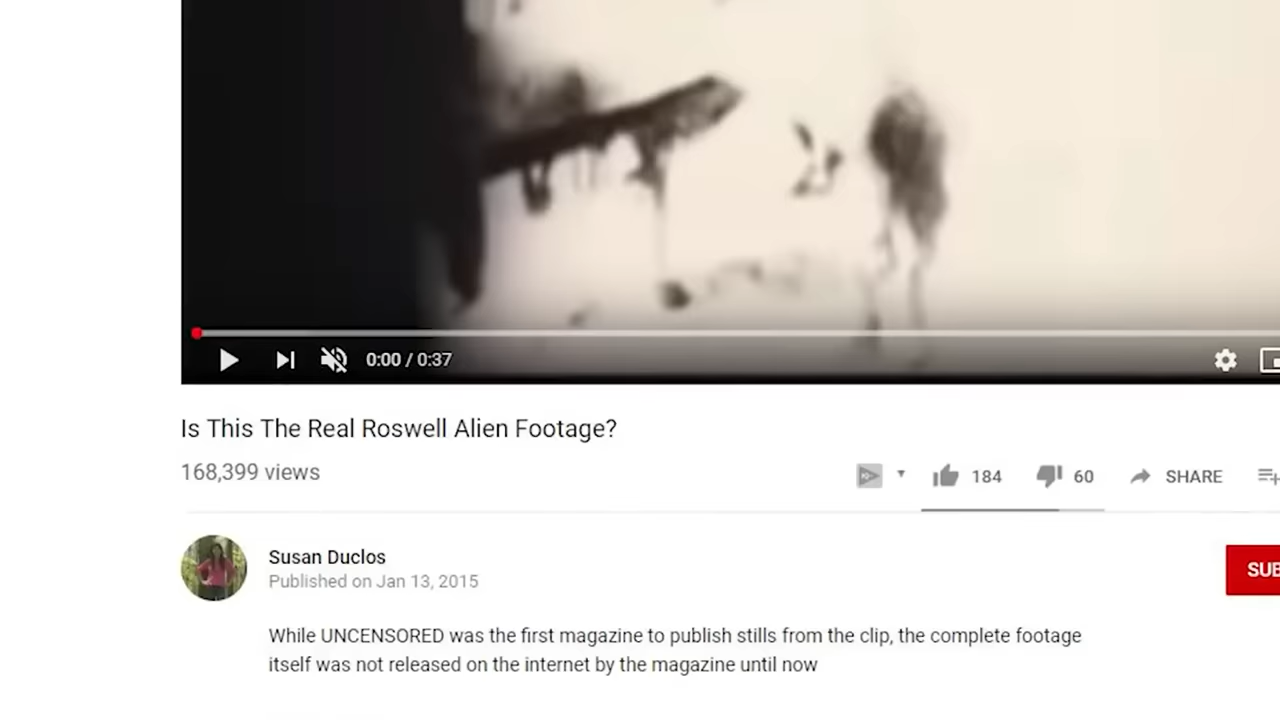 0:00 / 0:37
Is This The Real Roswell Alien Footage?
168,399 views
184 60 SHARE
Susan Duclos
Published on Jan 13, 2015
SUB
While UNCENSORED was the first magazine to publish stills from the clip, the complete footage
itself was not released on the internet by the magazine until now